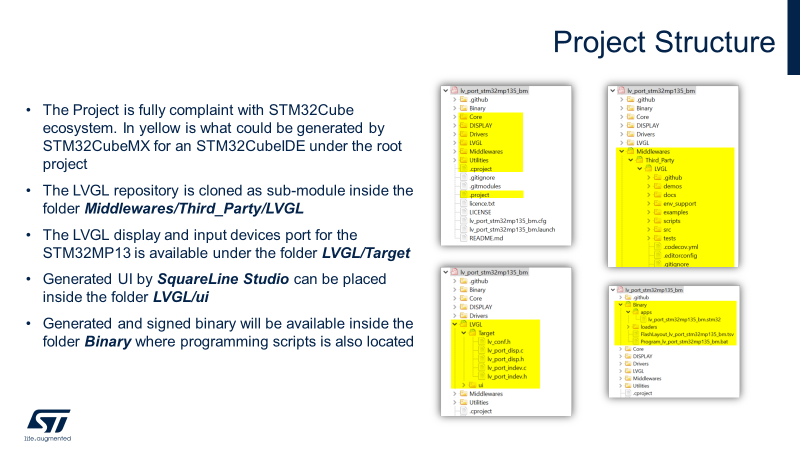 Project Structure
• The Project is fully complaint with STM32Cube
ecosystem. In yellow is what could be generated by
STM32CubeMX for an STM32CubeIDE under the root
project
• The LVGL repository is cloned as sub-module inside the
folder Middlewares/Third_Party/LVGL
• The LVGL display and input devices port for the
STM32MP13 is available under the folder LVGL/Target
• Generated UI by SquareLine Studio can be placed
inside the folder LVGL/ui
• Generated and signed binary will be available inside the
folder Binary where programming scripts is also located
lv_port_stm32mp135_bm
.github
Binary
Core
DISPLAY
Drivers
LVGL
Middlewares
Utilities
.cproject
.gitignore
.gitmodules
.project
licence.txt
LICENSE
lv_port_stm32mp135_bm.cfg
lv_port_stm32mp135_bm.launch
README.md
lv_port_stm32mp135_bm
.github
Binary
Core
DISPLAY
Drivers
LVGL
Middlewares
Third_Party
LVGL
.github
demos
docs
env_support
examples
scripts
src
tests
.codecov.yml
.editorconfig
.gitignore
lv_port_stm32mp135_bm
.github
Binary
Core
DISPLAY
Drivers
LVGL
Target
lv_conf.h
lv_port_disp.c
lv_port_disp.h
lv_port_indev.c
lv_port_indev.h
ui
Middlewares
Utilities
.cproject
lv_port_stm32mp135_bm
.github
Binary
apps
lv_port_stm32mp135_bm.stm32
loaders
FlashLayout_lv_port_stm32mp135_bm.tsv
Program_lv_port_stm32mp135_bm.bat
Core
DISPLAY
Drivers
LVGL
Middlewares
Utilities
.cproject
ST
life.augmented